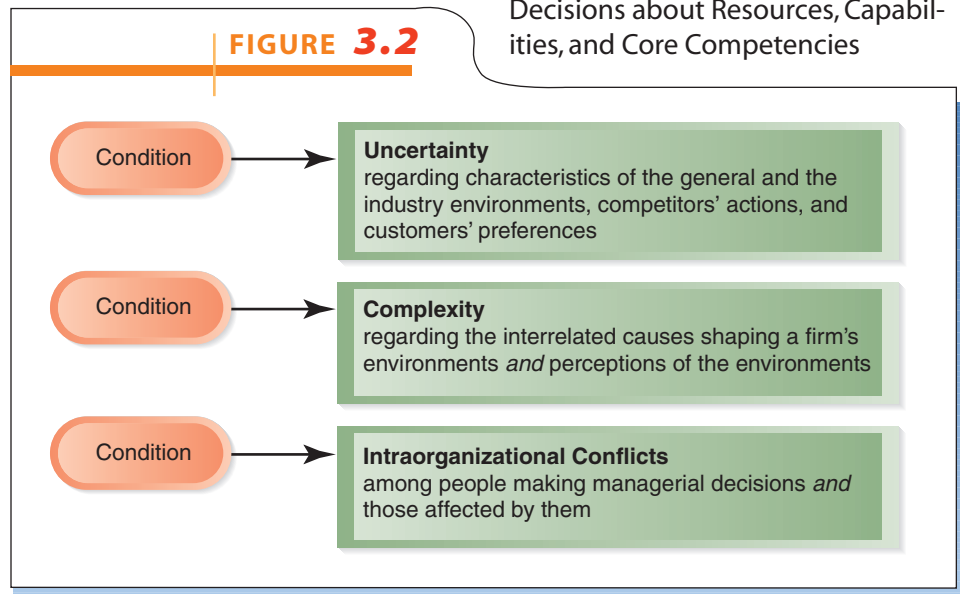 FIGURE 3.2
Decisions about Resources, Capabil-
ities, and Core Competencies
Condition
Uncertainty
regarding characteristics of the general and the
industry environments, competitors’ actions, and
customers’ preferences
Condition
Complexity
regarding the interrelated causes shaping a firm’s
environments and perceptions of the environments
Condition
Intraorganizational Conflicts
among people making managerial decisions and
those affected by them